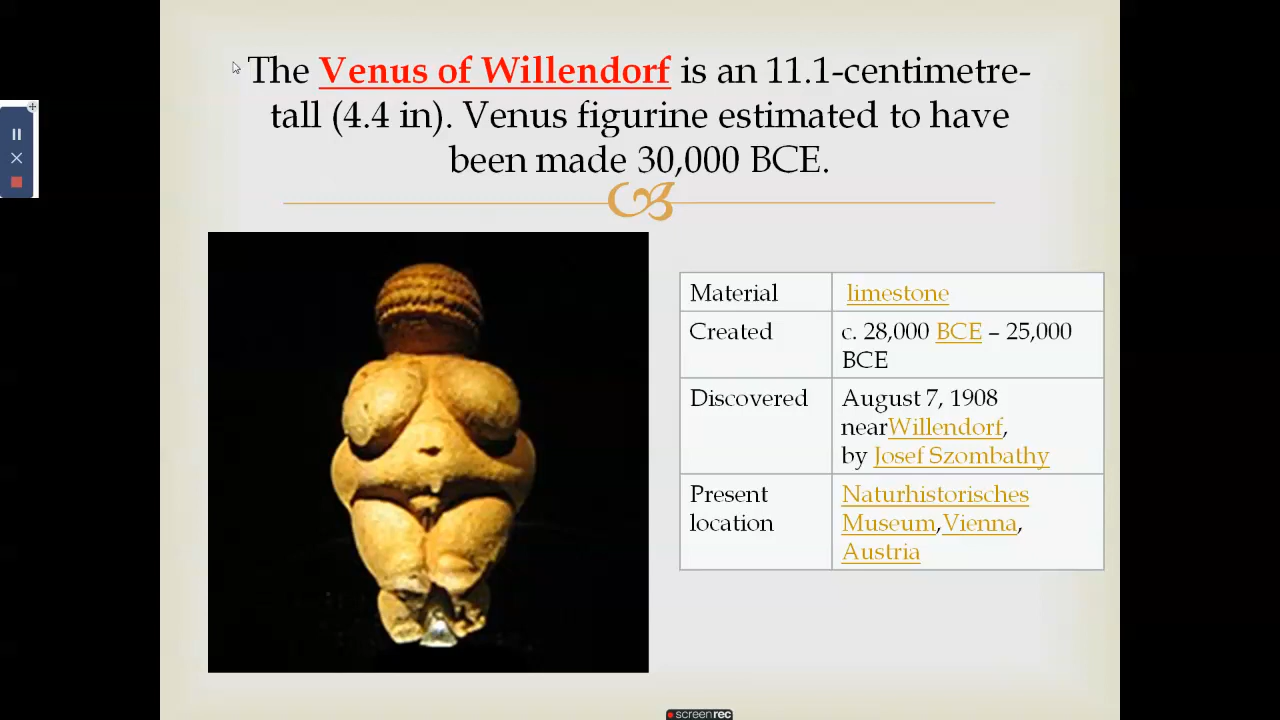 The Venus of Willendorf is an 11.1-centimetre-
tall (4.4 in). Venus figurine estimated to have
been made 30,000 BCE.
Material
limestone
Created
c. 28,000 BCE – 25,000
BCE
Discovered
August 7, 1908
nearWillendorf,
by Josef Szombathy
Present
location
Naturhistorisches
Museum,Vienna,
Austria
screenrec